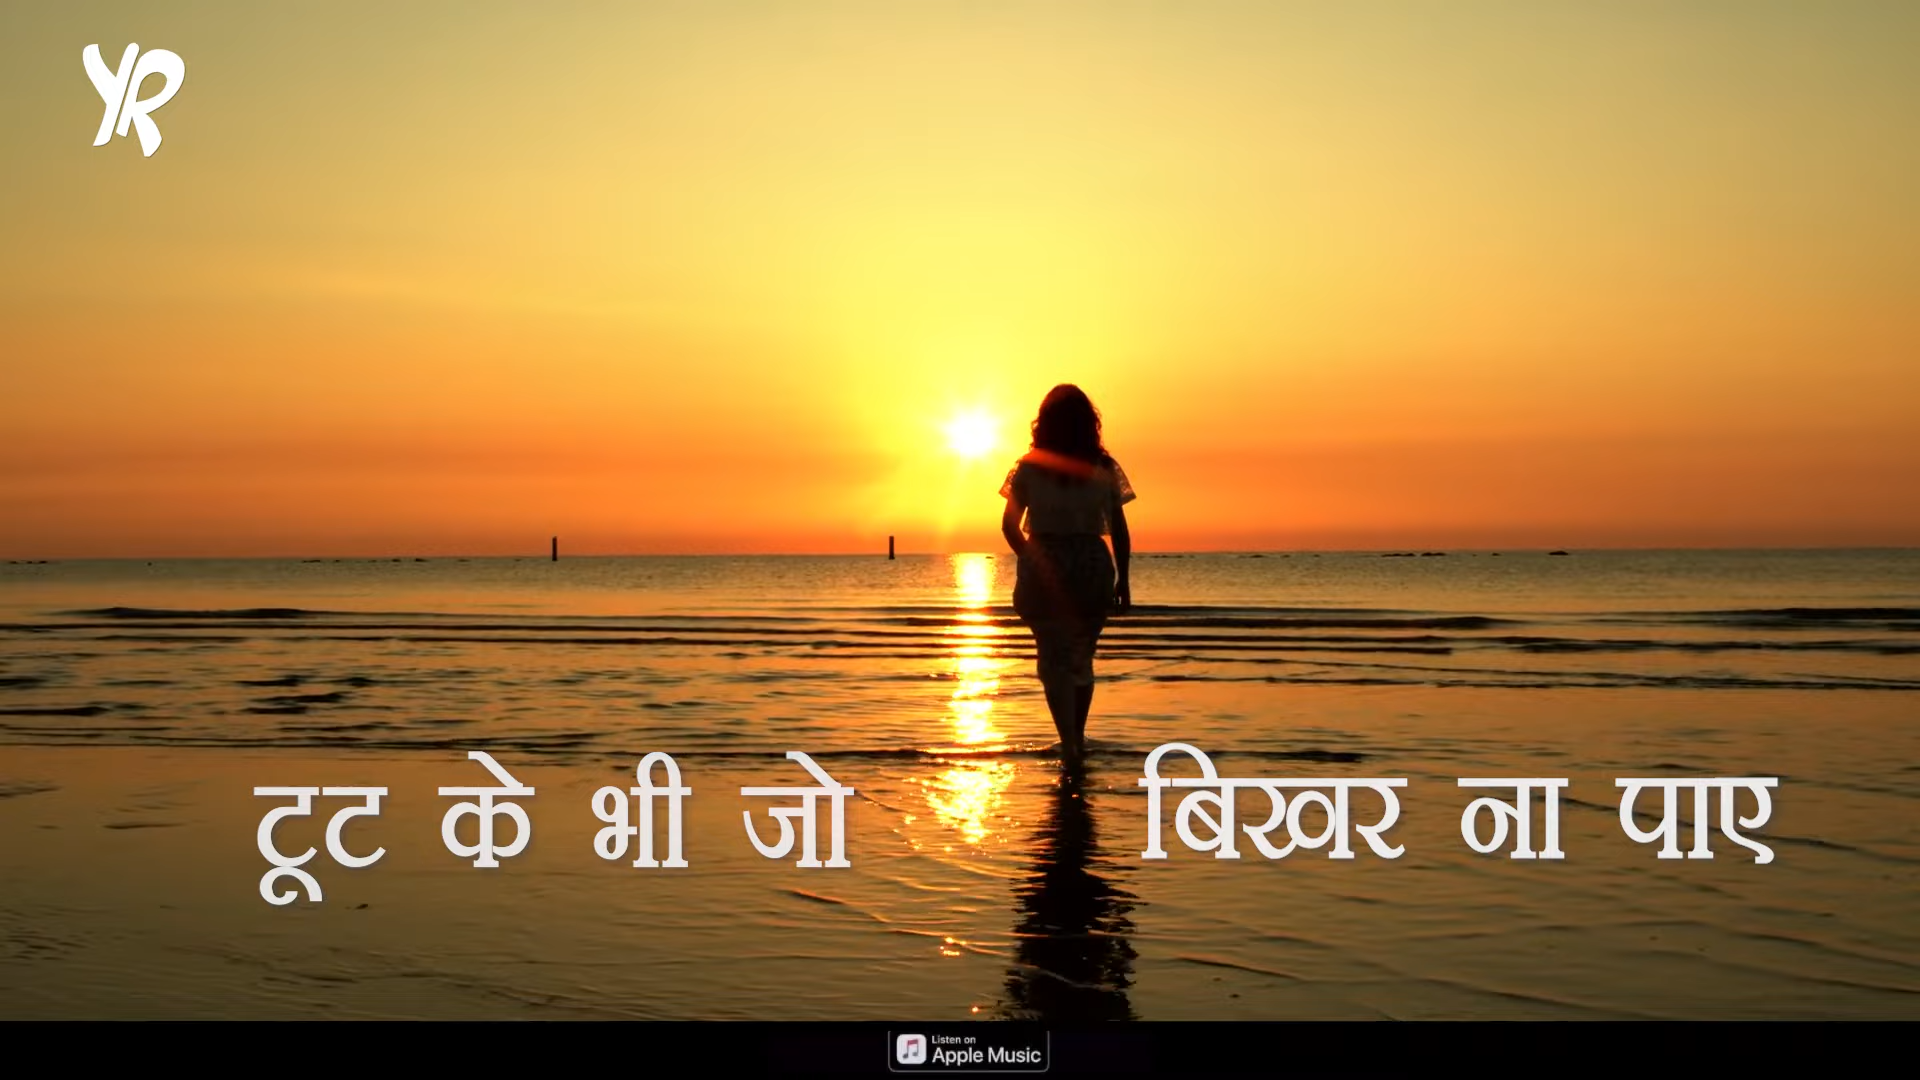 YR
टूट के भी जो बिखर ना पाए
Listen on
Apple Music